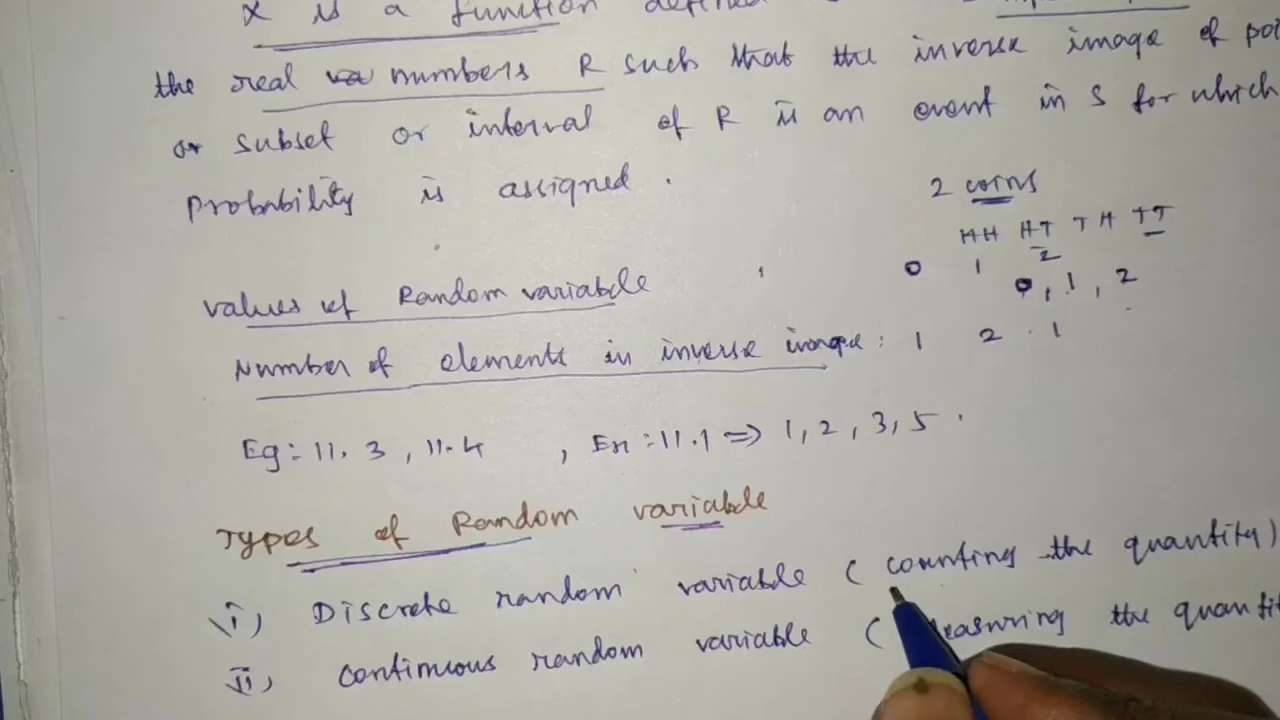 X is a function defined
the real numbers R such that the inverse image of poi
or subset or interval of R is an event in S for which
Probability is assigned.
2 coins
HH HT TH TT
0 1 2
0, 1, 2
Values of Random variable
Number of elements in inverse image: 1 2 1
Eg: 11.3, 11.4, Ex: 11.1 ⇒ 1, 2, 3, 5.
Types of Random variable
i) Discrete random variable (counting the quantity)
ii) Continuous random variable (measuring the quantit